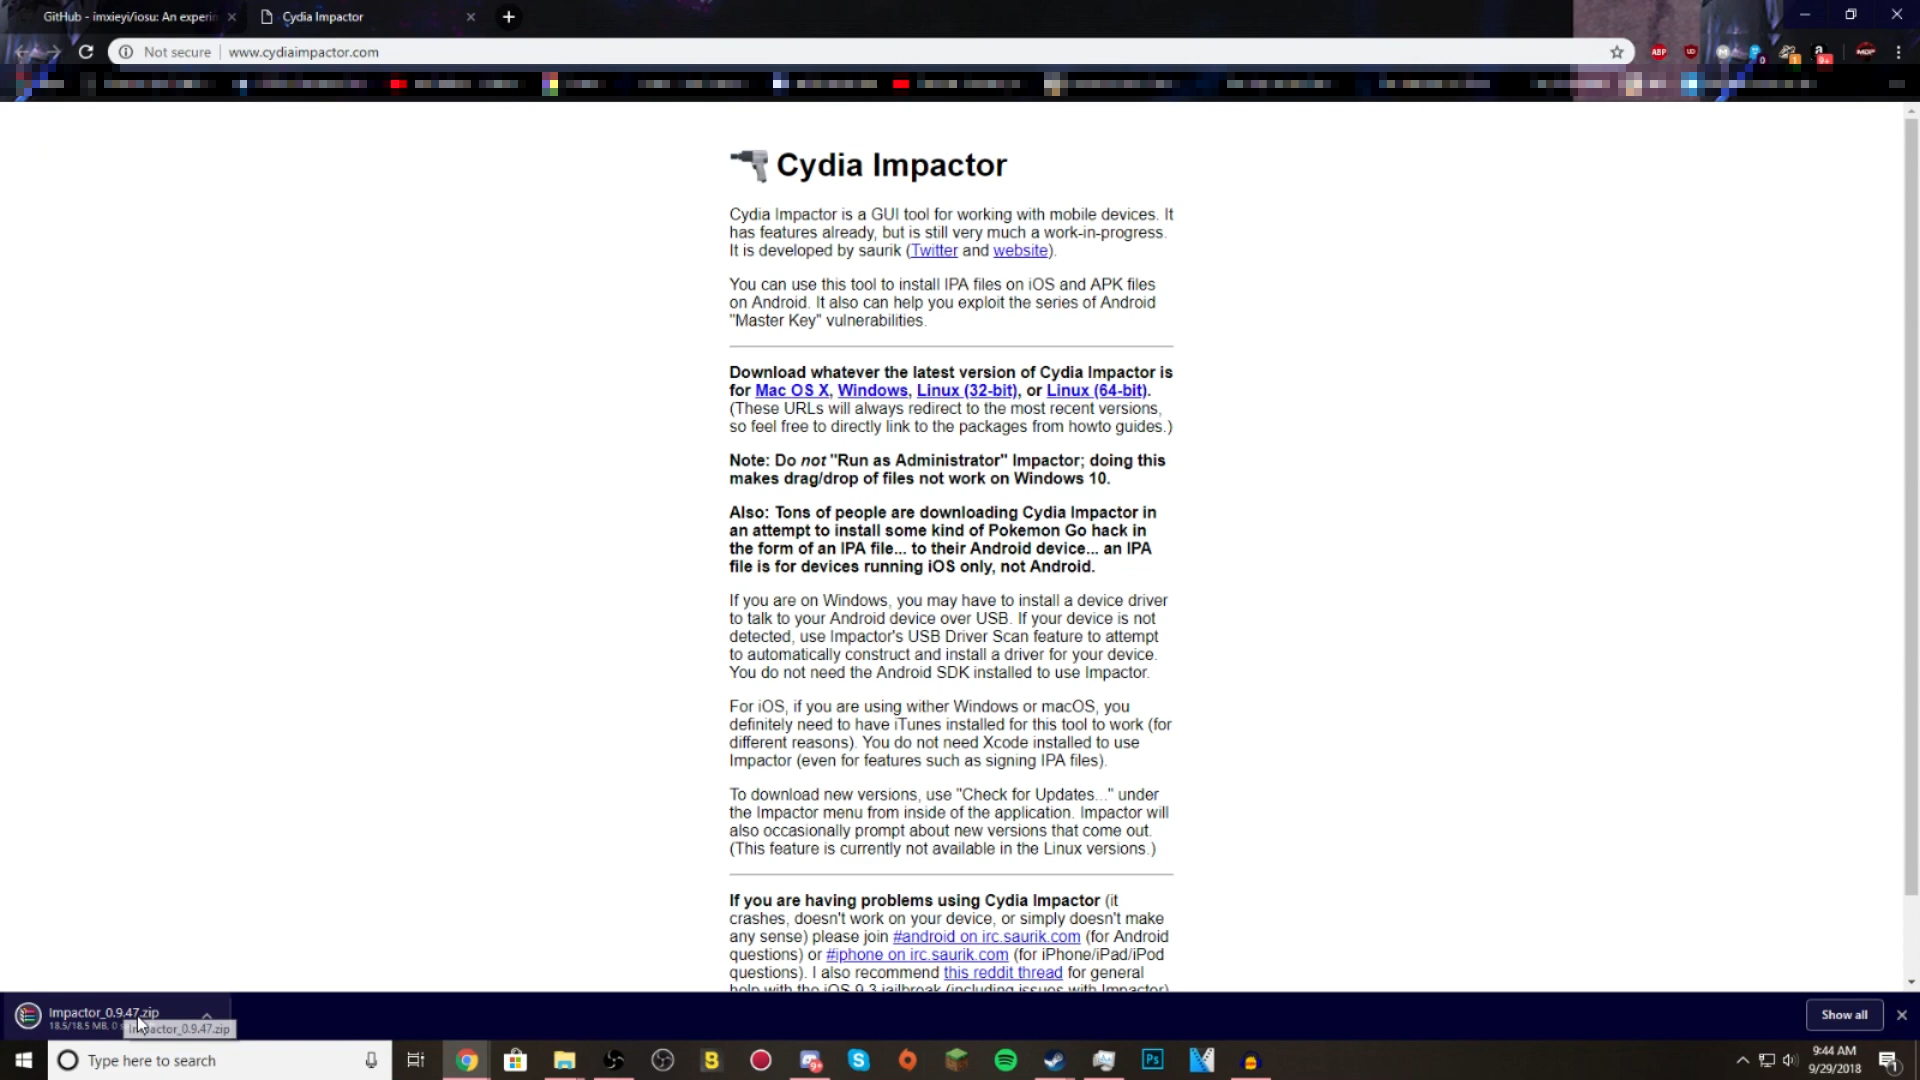 GitHub - imxieyi/iosu: An experim
Cydia Impactor
Not secure
www.cydiaimpactor.com
Cydia Impactor
Cydia Impactor is a GUI tool for working with mobile devices. It
has features already, but is still very much a work-in-progress.
It is developed by saurik (Twitter and website).
You can use this tool to install IPA files on iOS and APK files
on Android. It also can help you exploit the series of Android
"Master Key" vulnerabilities.
Download whatever the latest version of Cydia Impactor is
for Mac OS X, Windows, Linux (32-bit), or Linux (64-bit).
(These URLs will always redirect to the most recent versions,
so feel free to directly link to the packages from howto guides.)
Note: Do not "Run as Administrator" Impactor; doing this
makes drag/drop of files not work on Windows 10.
Also: Tons of people are downloading Cydia Impactor in
an attempt to install some kind of Pokemon Go hack in
the form of an IPA file... to their Android device... an IPA
file is for devices running iOS only, not Android.
If you are on Windows, you may have to install a device driver
to talk to your Android device over USB. If your device is not
detected, use Impactor's USB Driver Scan feature to attempt
to automatically construct and install a driver for your device.
You do not need the Android SDK installed to use Impactor.
For iOS, if you are using wither Windows or macOS, you
definitely need to have iTunes installed for this tool to work (for
different reasons). You do not need Xcode installed to use
Impactor (even for features such as signing IPA files).
To download new versions, use "Check for Updates..." under
the Impactor menu from inside of the application. Impactor will
also occasionally prompt about new versions that come out.
(This feature is currently not available in the Linux versions.)
If you are having problems using Cydia Impactor (it
crashes, doesn't work on your device, or simply doesn't make
any sense) please join #android on irc.saurik.com (for Android
questions) or #iphone on irc.saurik.com (for iPhone/iPad/iPod
questions). I also recommend this reddit thread for general
help with the iOS 9.3 jailbreak (including issues with Impactor)
Impactor_0.9.47.zip
18.5/18.5 MB, 0
Impactor_0.9.47.zip
Show all
Type here to search
9:44 AM
9/29/2018